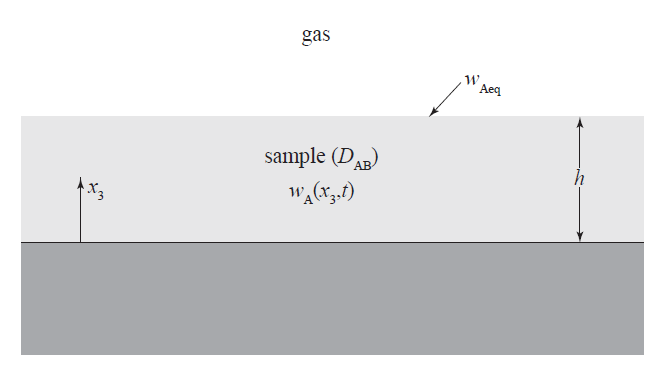 gas
w_Aeq
sample (D_AB)
w_A(x_3,t)
x_3
h